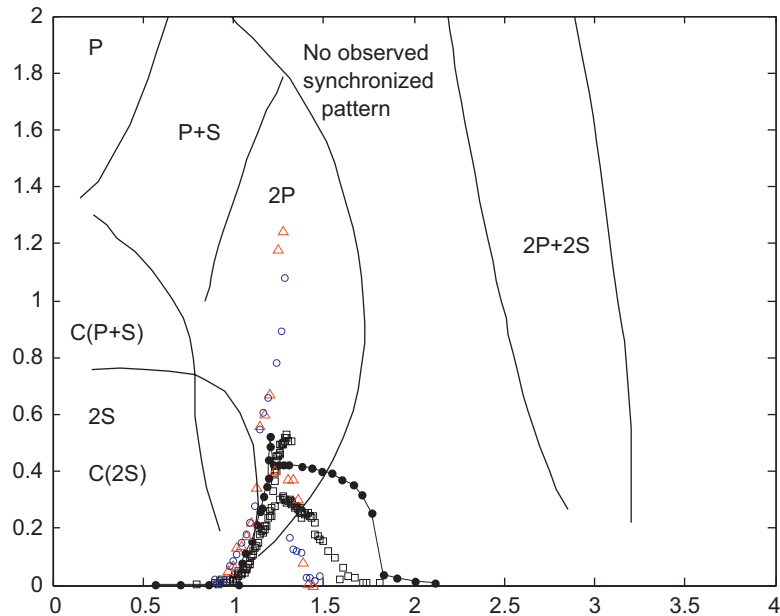 2
1.8
1.6
1.4
1.2
1
0.8
0.6
0.4
0.2
0
P
No observed
synchronized
pattern
P+S
2P
2P+2S
C(P+S)
2S
C(2S)
0 0.5 1 1.5 2 2.5 3 3.5 4